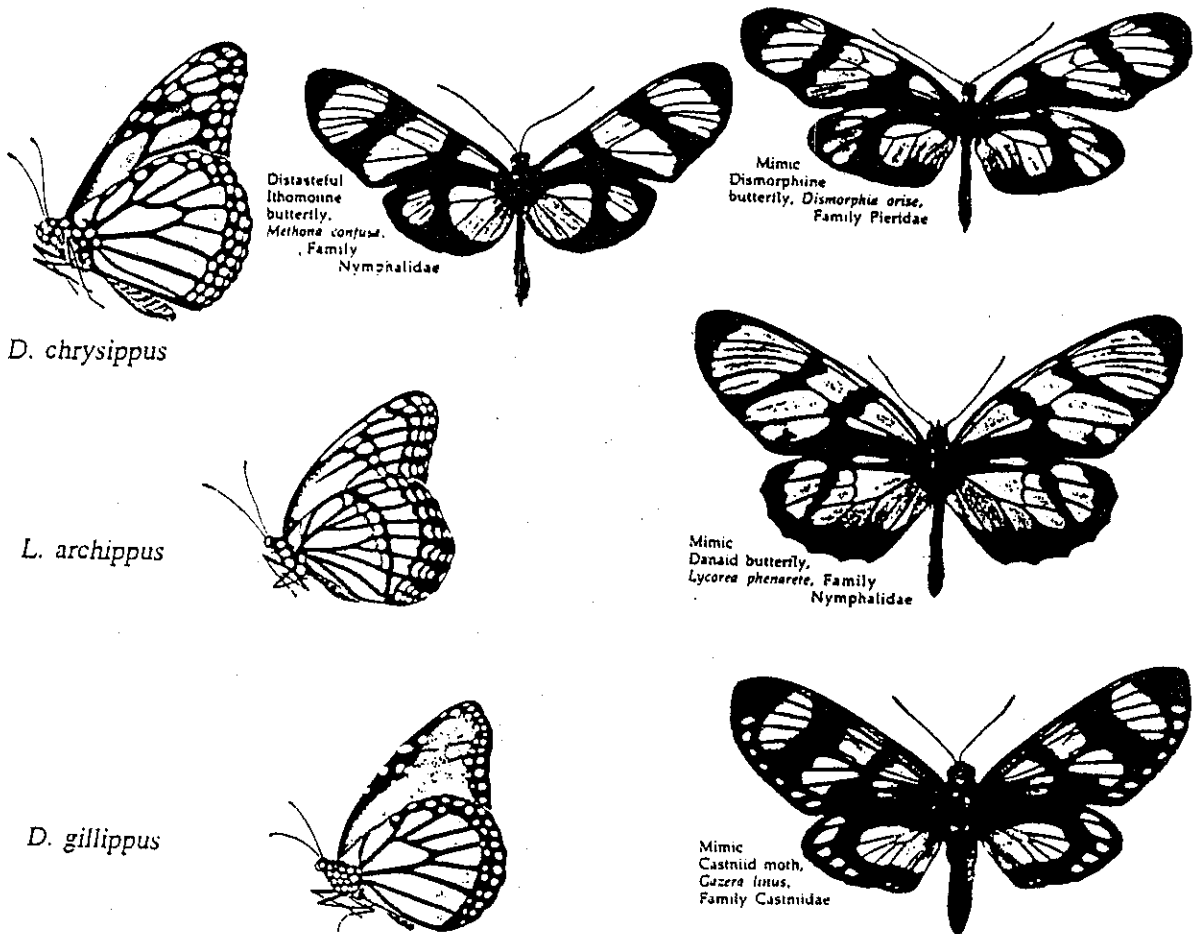 Distasteful
Ithomiine
butterfly,
Methona confusa,
, Family
Nymphalidae
Mimic
Dismorphiine
butterfly, Dismorphia orise,
Family Pieridae
D. chrysippus
L. archippus
Mimic
Danaid butterfly,
Lycorea phenarete, Family
Nymphalidae
D. gillippus
Mimic
Castniid moth,
Gazera linus,
Family Castniidae